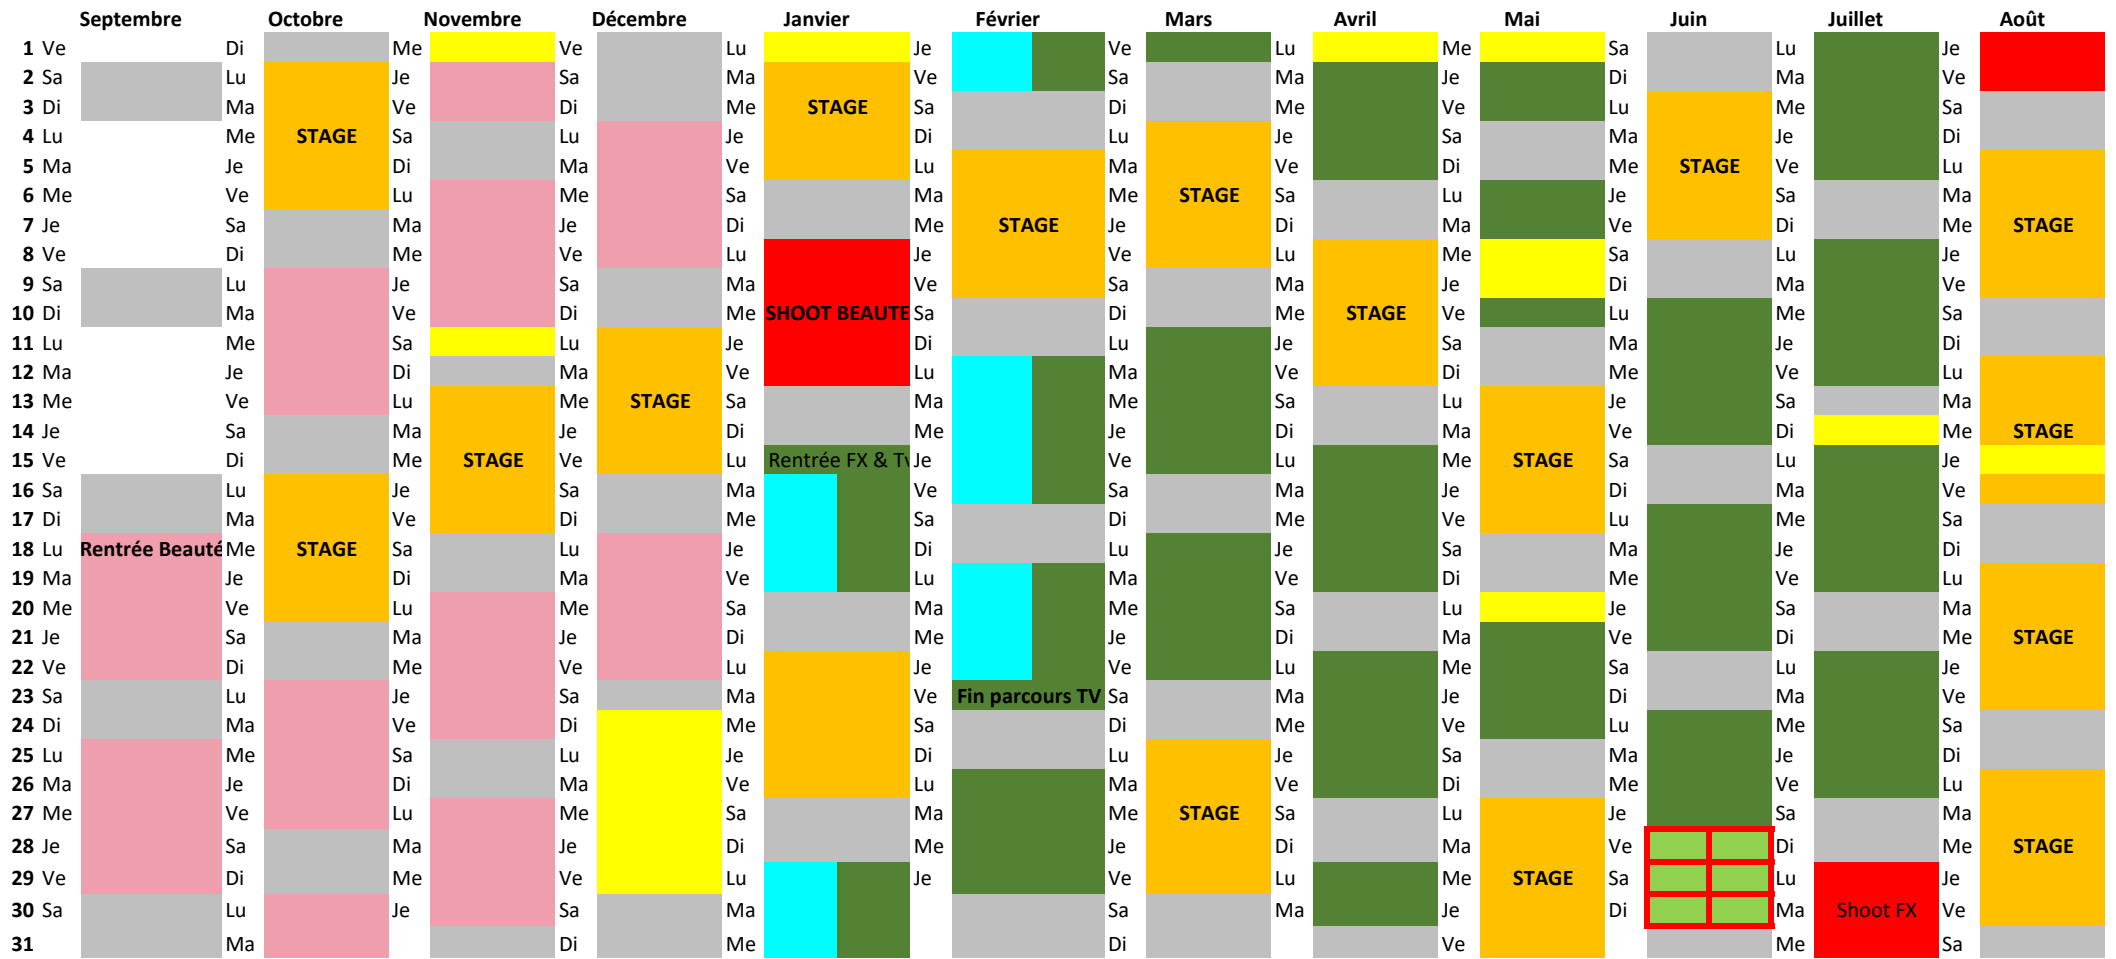 Septembre Octobre Novembre Décembre Janvier Février Mars Avril Mai Juin Juillet Août
1 Ve Di Me Ve Lu Je Ve Lu Me Sa Lu Je
2 Sa Lu Je Sa Ma Ve Sa Ma Je Di Ma Ve
3 Di Ma Ve Di Me STAGE Sa Di Me Ve Lu Me Sa
4 Lu Me STAGE Sa Lu Je Di Lu Je Sa Ma Je Di
5 Ma Je Di Ma Ve Lu Ma Ve Di Me STAGE Ve Lu
6 Me Ve Lu Me Sa Ma Me STAGE Sa Lu Je Sa Ma
7 Je Sa Ma Je Di Me STAGE Je Di Ma Ve Di Me STAGE
8 Ve Di Me Ve Lu Je Ve Lu Me Sa Lu Je
9 Sa Lu Je Sa Ma Ve Sa Ma Je Di Ma Ve
10 Di Ma Ve Di Me SHOOT BEAUTE Sa Di Me STAGE Ve Lu Me Sa
11 Lu Me Sa Lu Je Di Lu Je Sa Ma Je Di
12 Ma Je Di Ma Ve Lu Ma Ve Di Me Ve Lu
13 Me Ve Lu Me STAGE Sa Ma Me Sa Lu Je Sa Ma
14 Je Sa Ma Je Di Me Je Di Ma Ve Di Me STAGE
15 Ve Di Me STAGE Ve Lu Rentrée FX & Tv Je Ve Lu Me STAGE Sa Lu Je
16 Sa Lu Je Sa Ma Ve Sa Ma Je Di Ma Ve
17 Di Ma Ve Di Me Sa Di Me Ve Lu Me Sa
18 Lu Rentrée Beauté Me STAGE Sa Lu Je Di Lu Je Sa Ma Je Di
19 Ma Je Di Ma Ve Lu Ma Ve Di Me Ve Lu
20 Me Ve Lu Me Sa Ma Me Sa Lu Je Sa Ma
21 Je Sa Ma Je Di Me Je Di Ma Ve Di Me STAGE
22 Ve Di Me Ve Lu Je Ve Lu Me Sa Lu Je
23 Sa Lu Je Sa Ma Ve Fin parcours TV Sa Ma Je Di Ma Ve
24 Di Ma Ve Di Me Sa Di Me Ve Lu Me Sa
25 Lu Me Sa Lu Je Di Lu Je Sa Ma Je Di
26 Ma Je Di Ma Ve Lu Ma Ve Di Me Ve Lu
27 Me Ve Lu Me Sa Ma Me STAGE Sa Lu Je Sa Ma
28 Je Sa Ma Je Di Me Je Di Ma Ve Di Me STAGE
29 Ve Di Me Ve Lu Je Ve Lu Me STAGE Sa Lu Je
30 Sa Lu Je Sa Ma Sa Ma Je Di Ma Shoot FX Ve
31 Ma Di Me Di Ve Me Sa